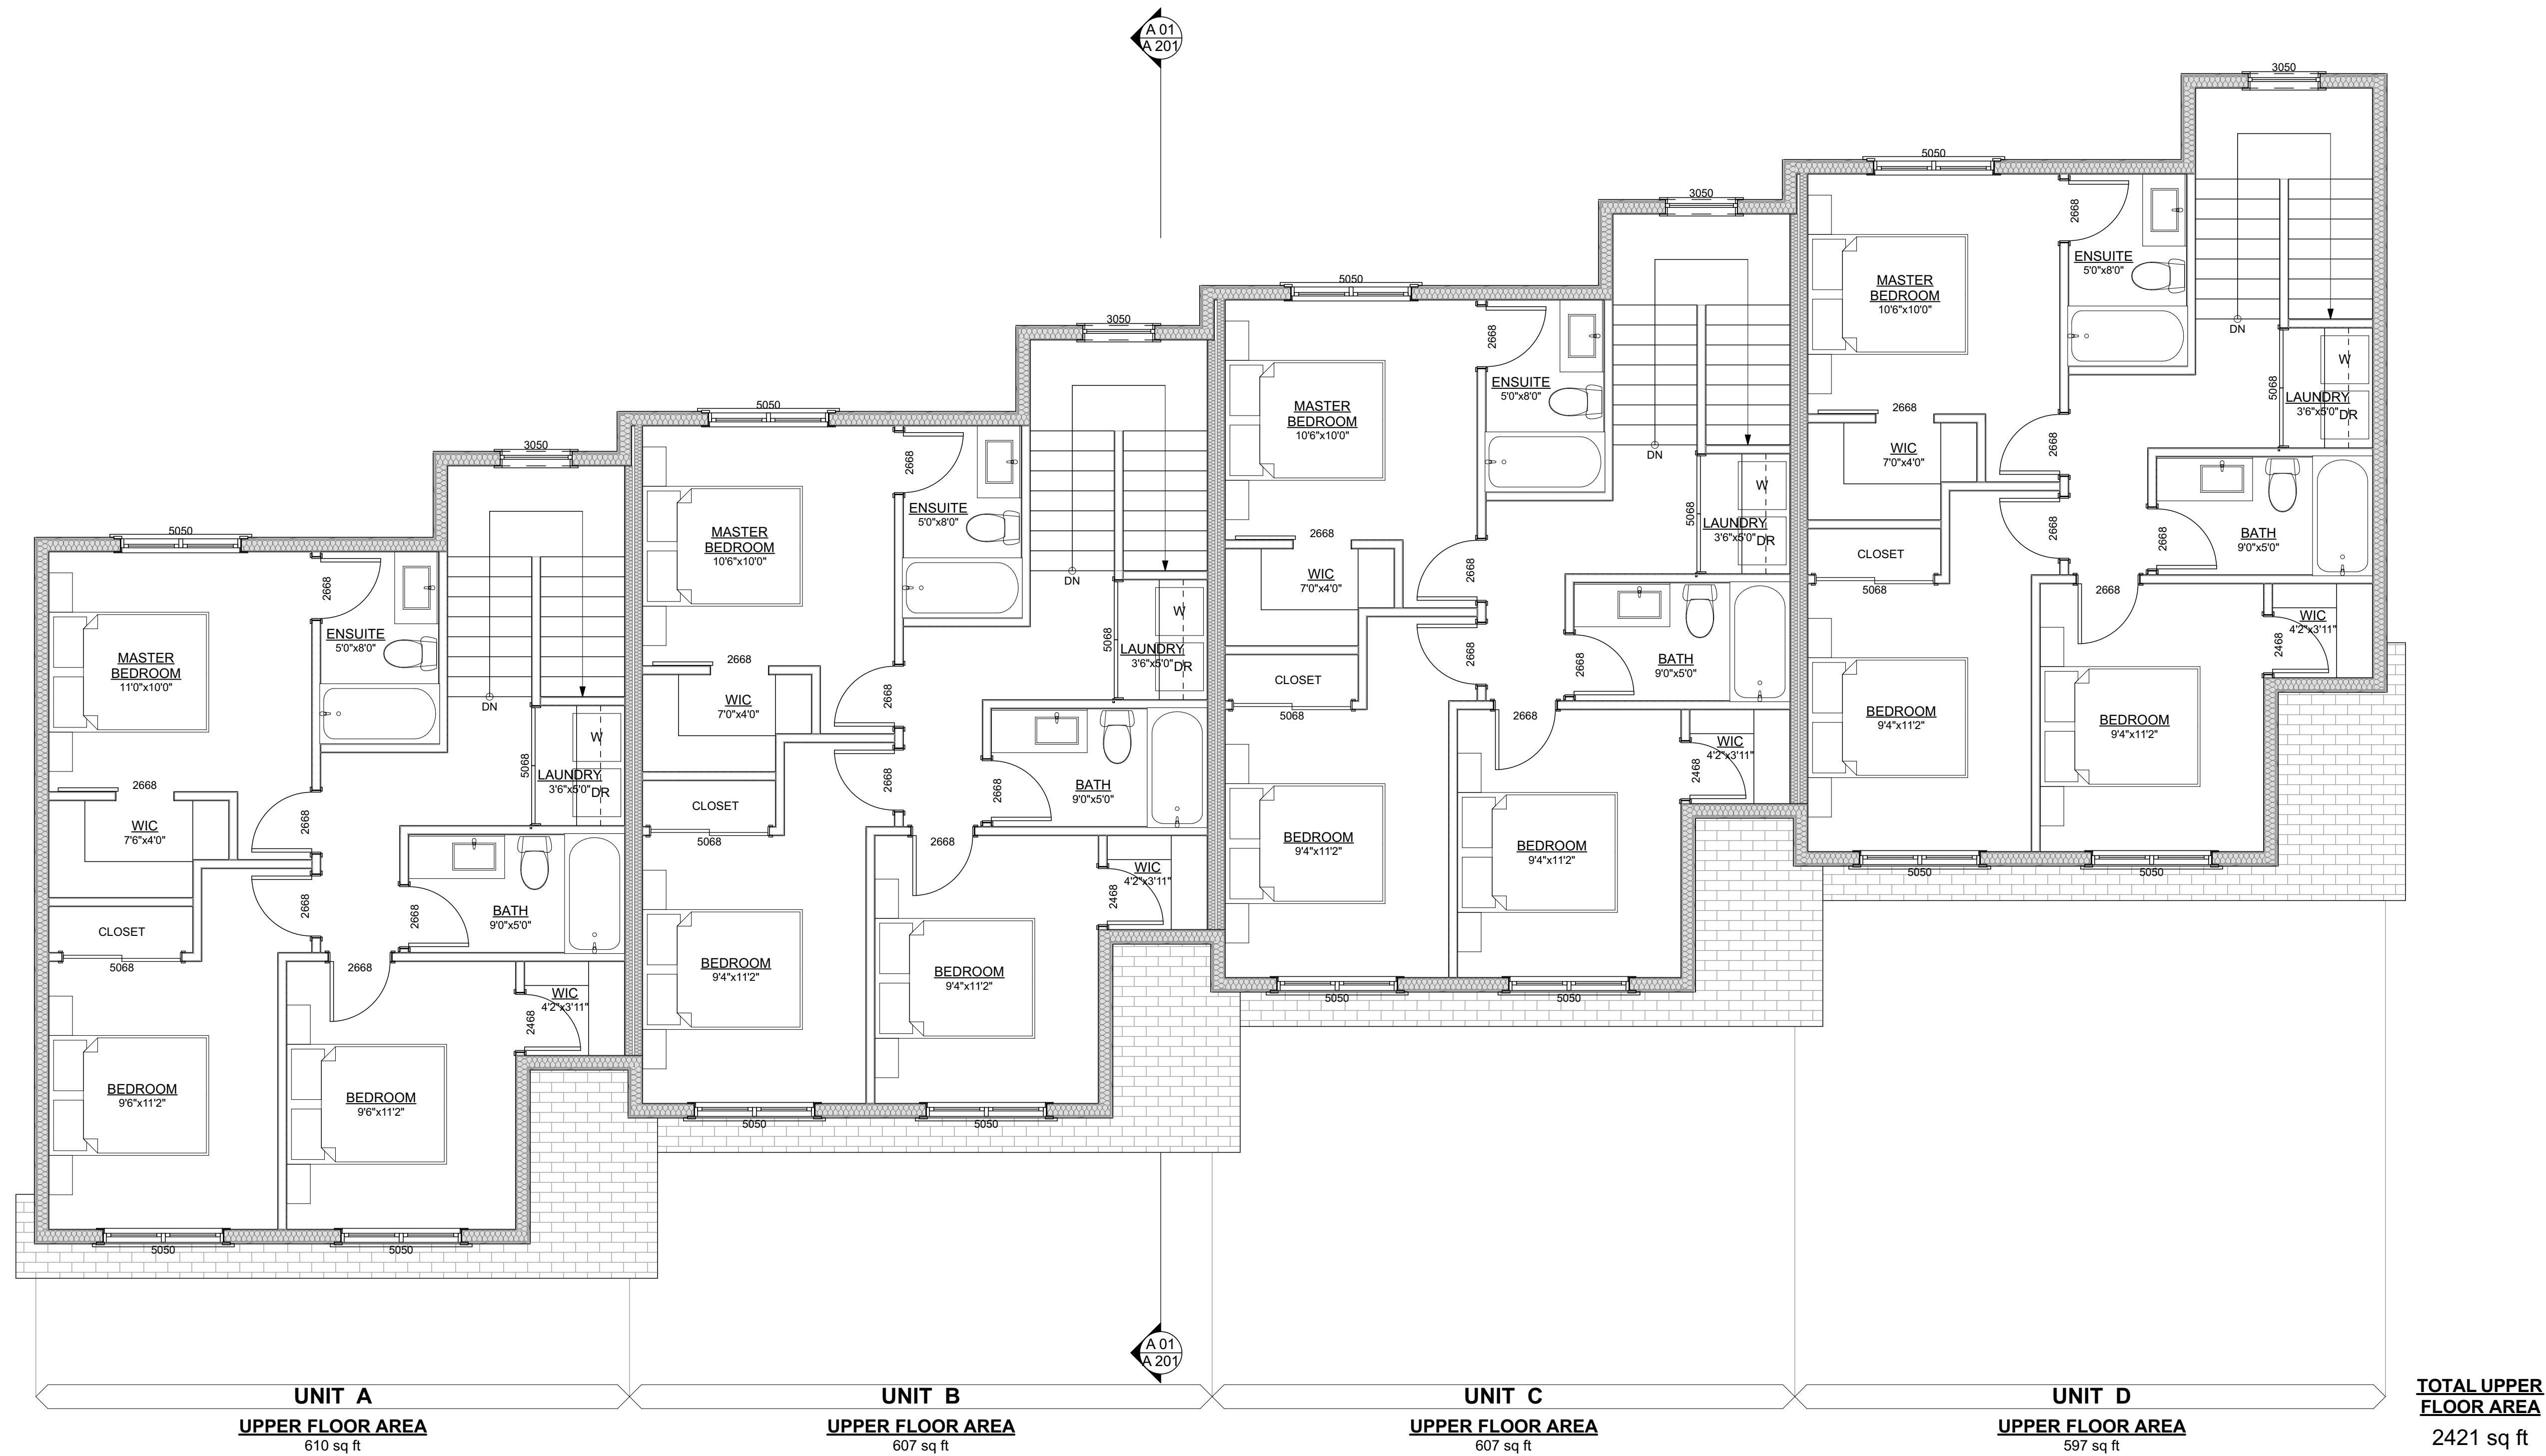 A 01
A 201
UNIT A
5050
3050
2668
MASTER
BEDROOM
11'0"x10'0"
ENSUITE
5'0"x8'0"
DN
W
5068
LAUNDRY
3'6"x5'0"
DR
2668
WIC
7'6"x4'0"
2668
2668
CLOSET
5068
2668
BATH
9'0"x5'0"
2668
WIC
4'2"x3'11"
2468
BEDROOM
9'6"x11'2"
BEDROOM
9'6"x11'2"
5050
5050
UPPER FLOOR AREA
610 sq ft
UNIT B
5050
3050
2668
MASTER
BEDROOM
10'6"x10'0"
ENSUITE
5'0"x8'0"
DN
W
5068
LAUNDRY
3'6"x5'0"
DR
2668
WIC
7'0"x4'0"
2668
2668
CLOSET
5068
2668
BATH
9'0"x5'0"
2668
WIC
4'2"x3'11"
2468
BEDROOM
9'4"x11'2"
BEDROOM
9'4"x11'2"
5050
5050
UPPER FLOOR AREA
607 sq ft
UNIT C
5050
3050
2668
MASTER
BEDROOM
10'6"x10'0"
ENSUITE
5'0"x8'0"
DN
W
5068
LAUNDRY
3'6"x5'0"
DR
2668
WIC
7'0"x4'0"
2668
2668
CLOSET
5068
2668
BATH
9'0"x5'0"
2668
WIC
4'2"x3'11"
2468
BEDROOM
9'4"x11'2"
BEDROOM
9'4"x11'2"
5050
5050
UPPER FLOOR AREA
607 sq ft
UNIT D
5050
3050
2668
MASTER
BEDROOM
10'6"x10'0"
ENSUITE
5'0"x8'0"
DN
W
5068
LAUNDRY
3'6"x5'0"
DR
2668
WIC
7'0"x4'0"
2668
2668
CLOSET
5068
2668
BATH
9'0"x5'0"
2668
WIC
4'2"x3'11"
2468
BEDROOM
9'4"x11'2"
BEDROOM
9'4"x11'2"
5050
5050
UPPER FLOOR AREA
597 sq ft
A 01
A 201
TOTAL UPPER
FLOOR AREA
2421 sq ft